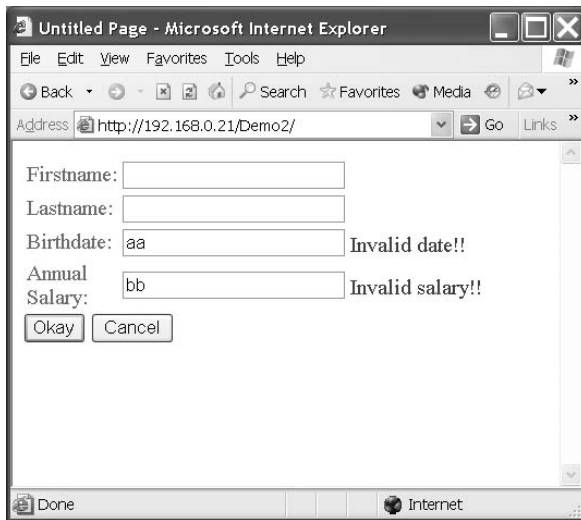 Untitled Page - Microsoft Internet Explorer
File Edit View Favorites Tools Help
Back Search Favorites Media »
Address http://192.168.0.21/Demo2/ Go Links »
Firstname:
Lastname:
Birthdate: aa Invalid date!!
Annual
Salary: bb Invalid salary!!
Okay Cancel
Done Internet